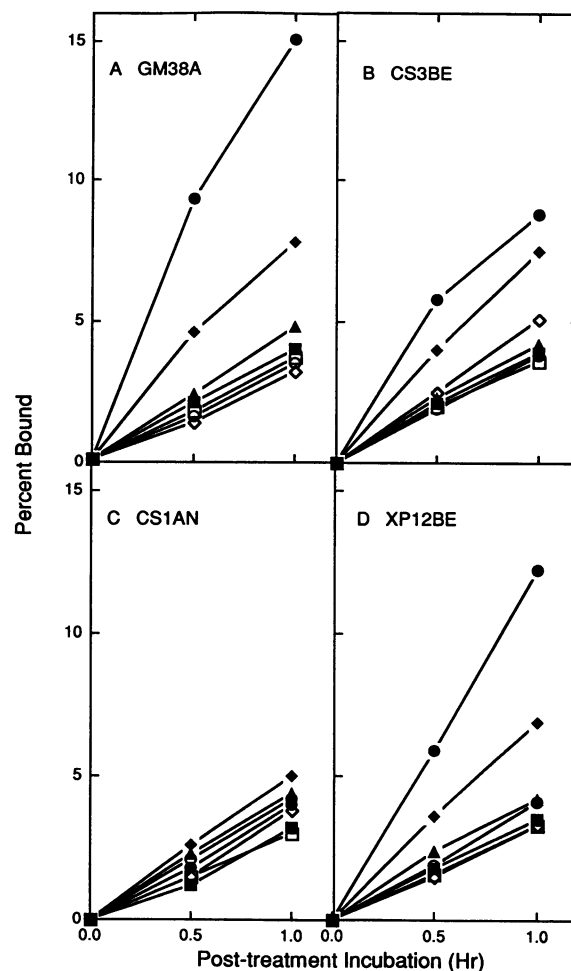 15
10
5
0
A GM38A
B CS3BE
15
10
5
0
C CS1AN
D XP12BE
0.0 0.5 1.0 0.0 0.5 1.0
Percent Bound
Post-treatment Incubation (Hr)